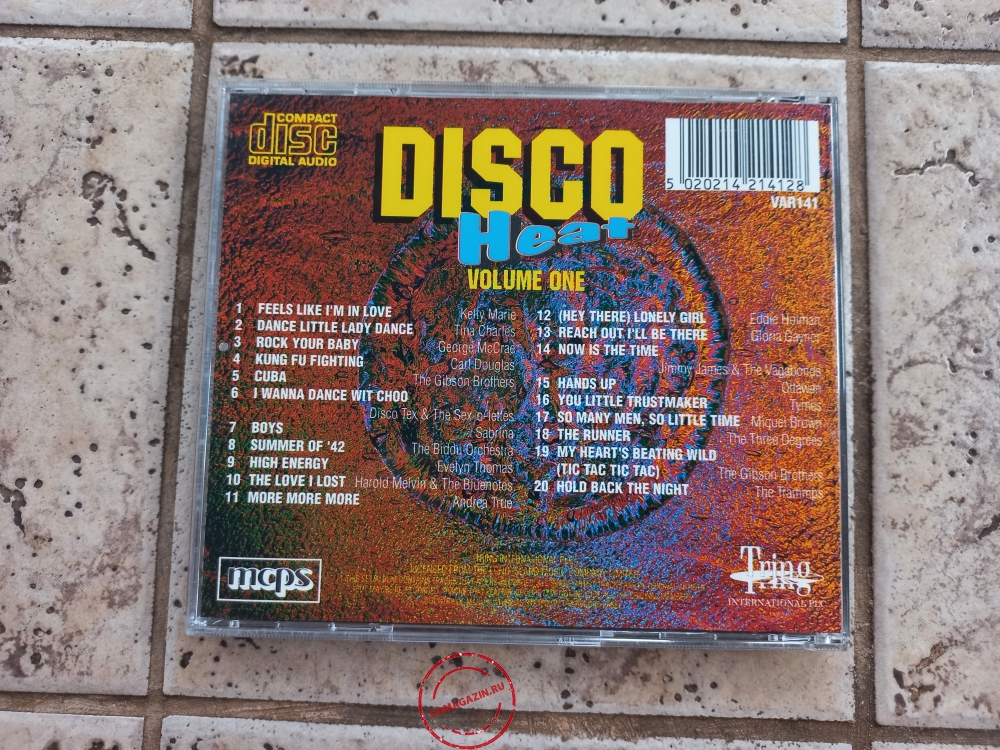 COMPACT
disc
DIGITAL AUDIO
DISCO
Heat
VOLUME ONE
5 020214 214128
VAR141
1 FEELS LIKE I'M IN LOVE Kelly Marie
2 DANCE LITTLE LADY DANCE Tina Charles
3 ROCK YOUR BABY George McCrae
4 KUNG FU FIGHTING Carl Douglas
5 CUBA The Gibson Brothers
6 I WANNA DANCE WIT CHOO
Disco Tex & The Sex-o-lettes
7 BOYS Sabrina
8 SUMMER OF '42 The Biddu Orchestra
9 HIGH ENERGY Evelyn Thomas
10 THE LOVE I LOST Harold Melvin & The Bluenotes
11 MORE MORE MORE Andrea True
12 (HEY THERE) LONELY GIRL Eddie Holman
13 REACH OUT I'LL BE THERE Gloria Gaynor
14 NOW IS THE TIME
Jimmy James & The Vagabonds
15 HANDS UP Ottawan
16 YOU LITTLE TRUSTMAKER Tymes
17 SO MANY MEN, SO LITTLE TIME Miquel Brown
18 THE RUNNER The Three Degrees
19 MY HEART'S BEATING WILD
(TIC TAC TIC TAC) The Gibson Brothers
20 HOLD BACK THE NIGHT The Trammps
mcps
TRING INTERNATIONAL PLC
Tring
INTERNATIONAL PLC